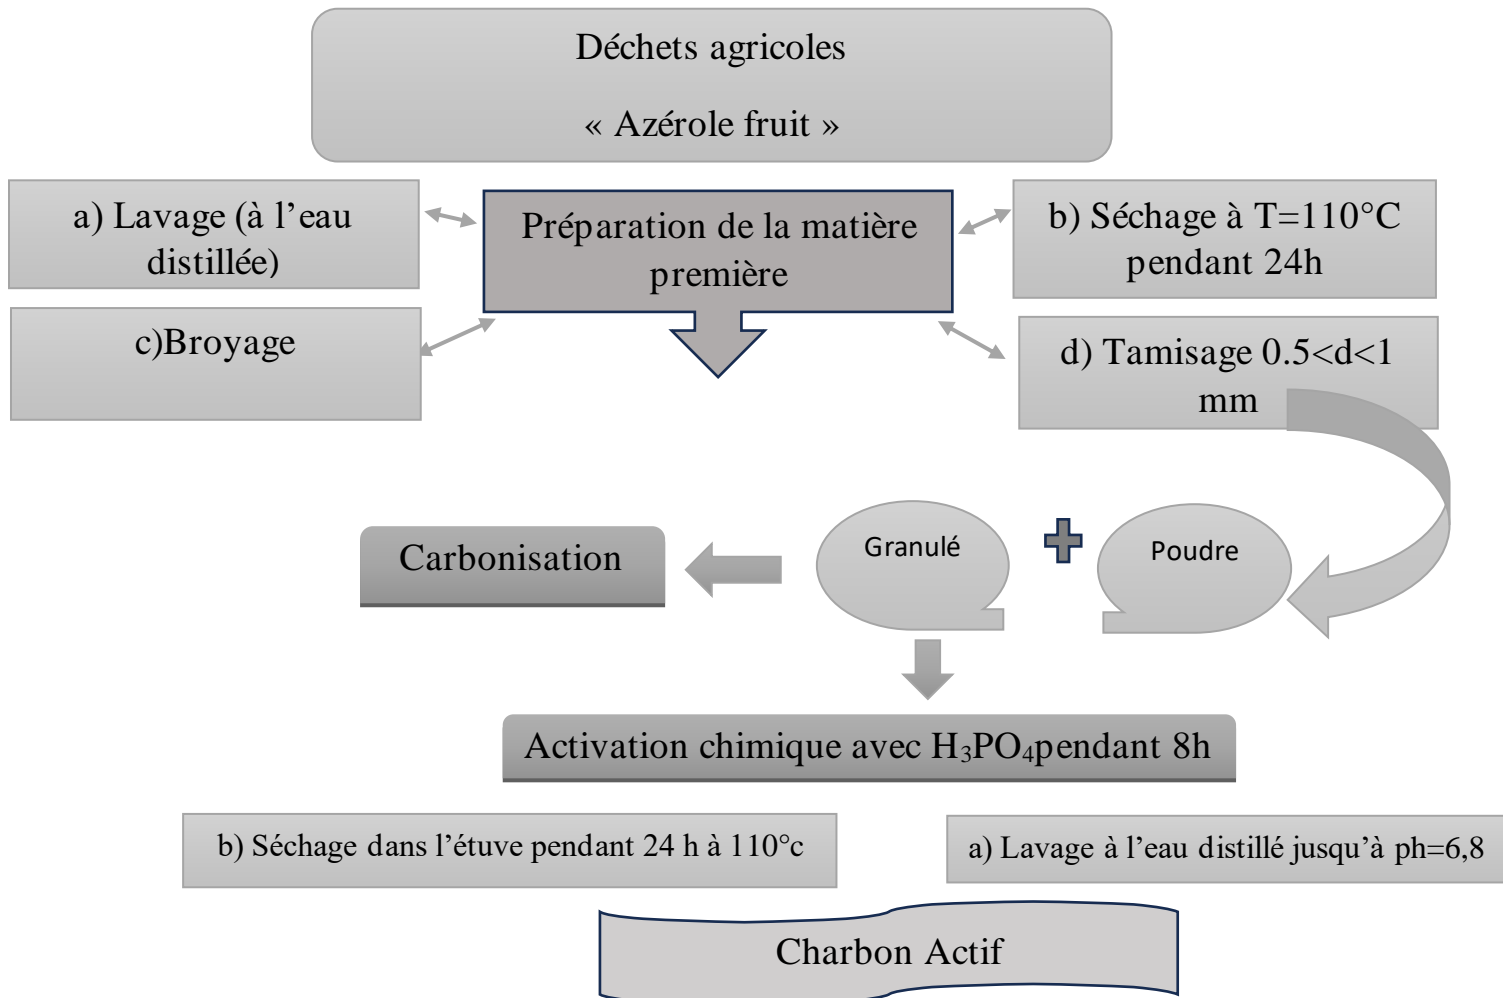 Déchets agricoles
« Azérole fruit »
a) Lavage (à l’eau
distillée)
Préparation de la matière
première
b) Séchage à T=110°C
pendant 24h
c)Broyage
d) Tamisage 0.5<d<1
mm
Carbonisation
Granulé
Poudre
Activation chimique avec H₃PO₄pendant 8h
b) Séchage dans l’étuve pendant 24 h à 110°c
a) Lavage à l’eau distillé jusqu’à ph=6,8
Charbon Actif